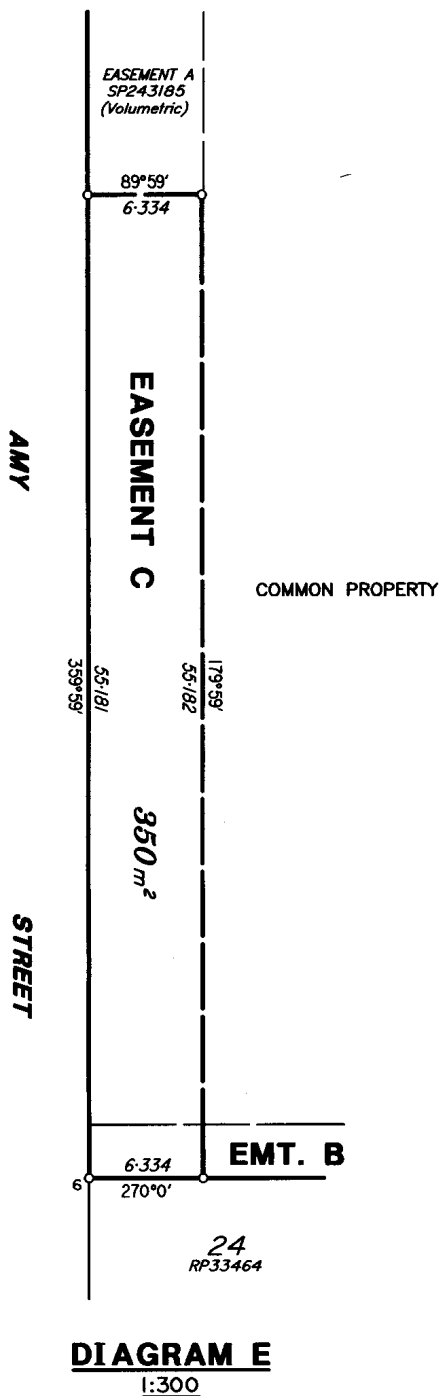 EASEMENT A
SP243185
(Volumetric)
89°59'
6·334
EASEMENT C
AMY
COMMON PROPERTY
179°59'
55·182
55·181
359°59'
350m²
STREET
EMT. B
6·334
6
270°0'
24
RP33464
DIAGRAM E
1:300